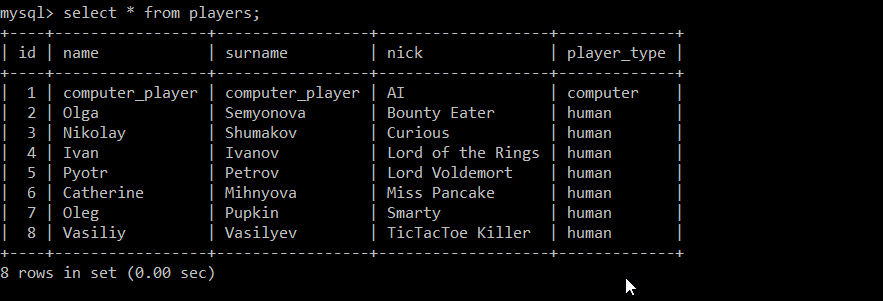 mysql> select * from players;
+----+-----------------+-----------------+-------------------+-------------+
| id | name            | surname         | nick              | player_type |
+----+-----------------+-----------------+-------------------+-------------+
|  1 | computer_player | computer_player | AI                | computer    |
|  2 | Olga            | Semyonova       | Bounty Eater      | human       |
|  3 | Nikolay         | Shumakov        | Curious           | human       |
|  4 | Ivan            | Ivanov          | Lord of the Rings | human       |
|  5 | Pyotr           | Petrov          | Lord Voldemort    | human       |
|  6 | Catherine       | Mihnyova        | Miss Pancake      | human       |
|  7 | Oleg            | Pupkin          | Smarty            | human       |
|  8 | Vasiliy         | Vasilyev        | TicTacToe Killer  | human       |
+----+-----------------+-----------------+-------------------+-------------+
8 rows in set (0.00 sec)